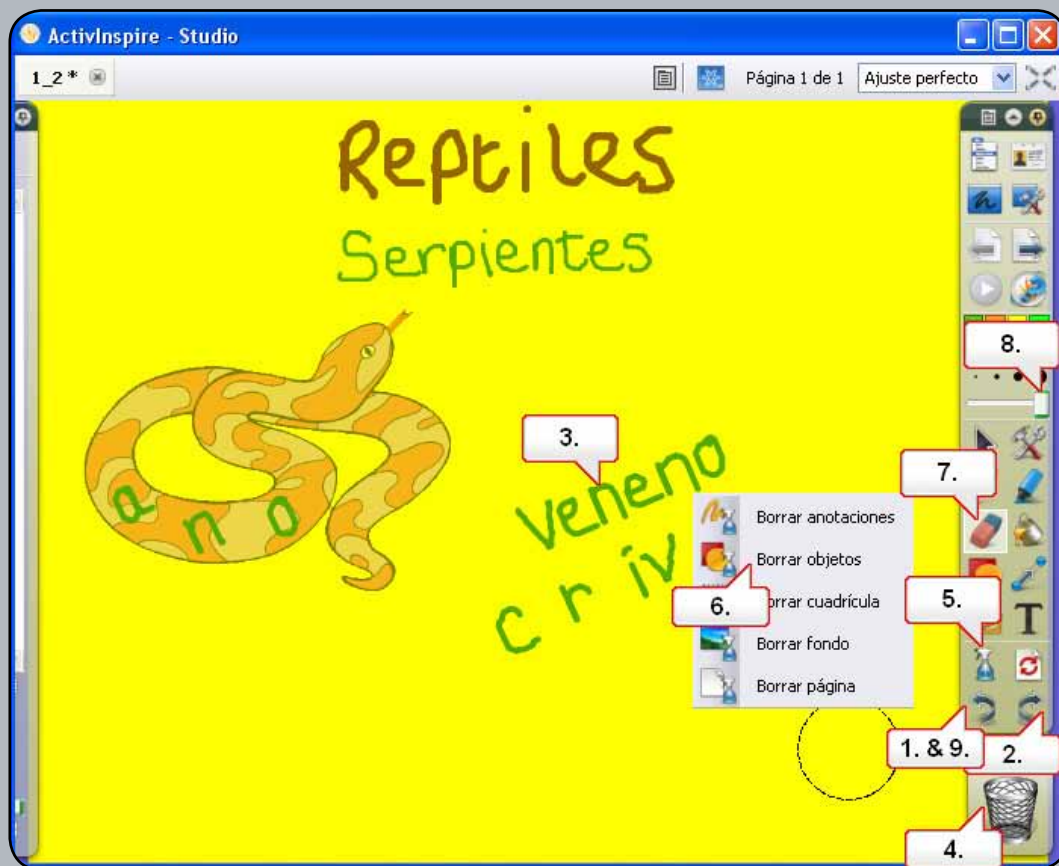 ActivInspire - Studio
1_2 *
Página 1 de 1 Ajuste perfecto
Reptiles
Serpientes
8.
3.
veneno
7.
Borrar anotaciones
a n o
Borrar objetos
c r iv
6.
orrar cuadrícula
5.
T
Borrar fondo
Borrar página
1. & 9.
2.
4.